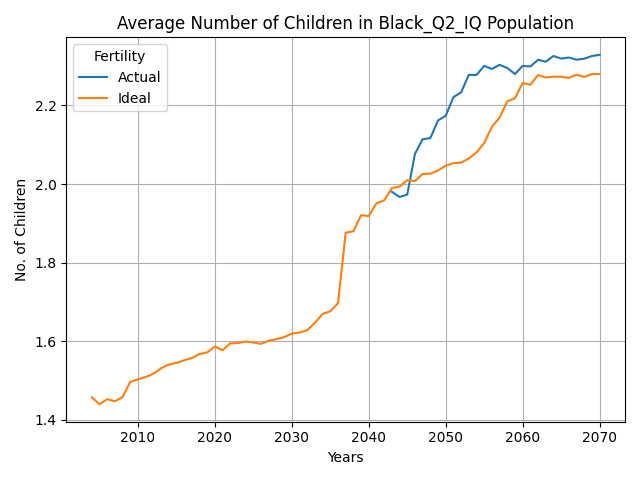 Average Number of Children in Black_Q2_IQ Population
Fertility
Actual
Ideal
No. of Children
2.2
2.0
1.8
1.6
1.4
2010 2020 2030 2040 2050 2060 2070
Years